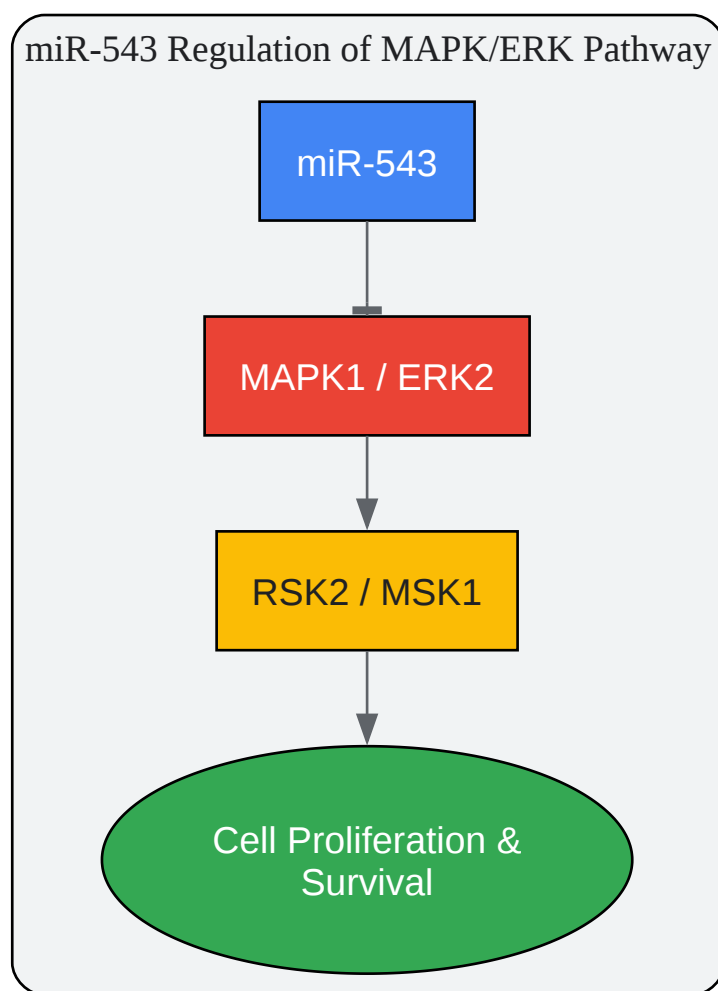 miR-543 Regulation of MAPK/ERK Pathway
miR-543
MAPK1 / ERK2
RSK2 / MSK1
Cell Proliferation &
Survival